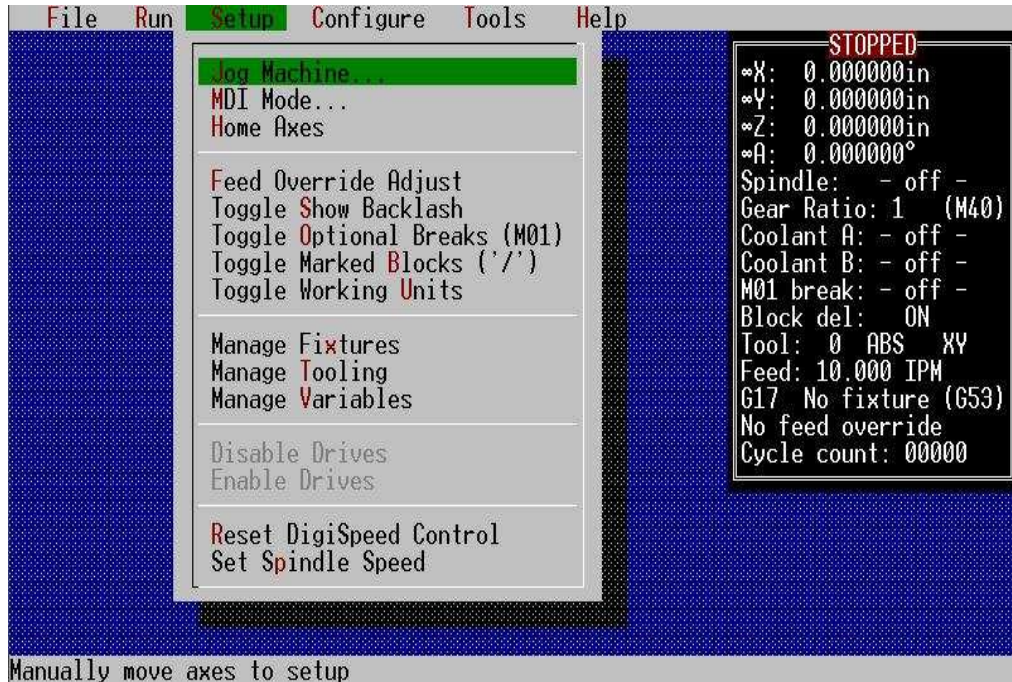 File Run Setup Configure Tools Help
Jog Machine...
MDI Mode...
Home Axes
Feed Override Adjust
Toggle Show Backlash
Toggle Optional Breaks (M01)
Toggle Marked Blocks ('/')
Toggle Working Units
Manage Fixtures
Manage Tooling
Manage Variables
Disable Drives
Enable Drives
Reset DigiSpeed Control
Set Spindle Speed
STOPPED
∞X: 0.000000in
∞Y: 0.000000in
∞Z: 0.000000in
∞A: 0.000000°
Spindle: - off -
Gear Ratio: 1 (M40)
Coolant A: - off -
Coolant B: - off -
M01 break: - off -
Block del: ON
Tool: 0 ABS XY
Feed: 10.000 IPM
G17 No fixture (G53)
No feed override
Cycle count: 00000
Manually move axes to setup